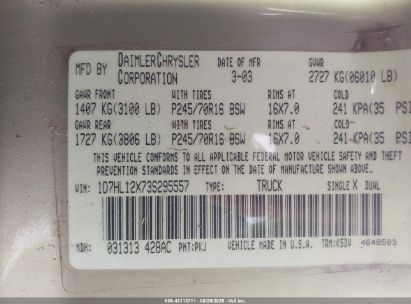 MFD BY DAIMLERCHRYSLER CORPORATION DATE OF MFR 3-03 GVWR 2727 KG(06010 LB)
GAWR FRONT WITH TIRES RIMS AT COLD
1407 KG(3100 LB) P245/70R16 BSW 16X7.0 241 KPA(35 PSI
GAWR REAR WITH TIRES RIMS AT COLD
1727 KG(3806 LB) P245/70R16 BSW 16X7.0 241 KPA(35 PSI
THIS VEHICLE CONFORMS TO ALL APPLICABLE FEDERAL MOTOR VEHICLE SAFETY AND THEFT
PREVENTION STANDARDS IN EFFECT ON THE DATE OF MANUFACTURE SHOWN ABOVE.
VIN: 1D7HL12X73S295557 TYPE: TRUCK SINGLE X DUAL
MDH: 031313 428AC PNT:PKJ VEHICLE MADE IN U.S.A. TRM:K5DV 4648503